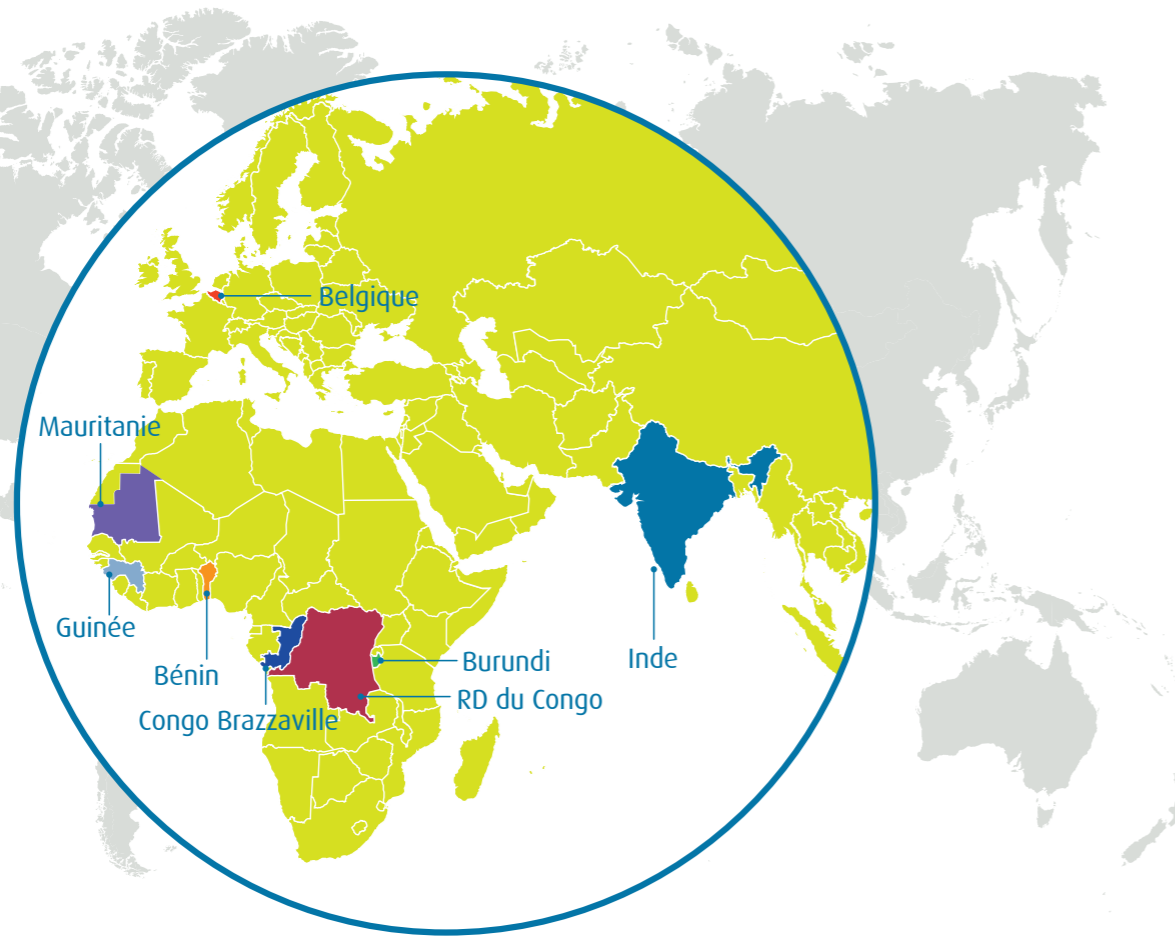 Belgique
Mauritanie
Guinée
Bénin
Burundi
Inde
RD du Congo
Congo Brazzaville